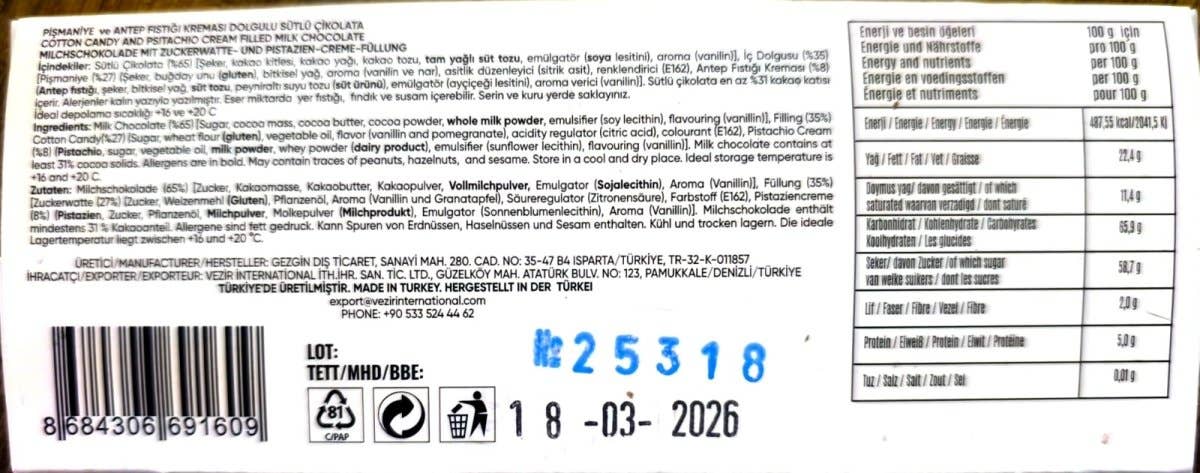 PİŞMANİYE ve ANTEP FISTIĞI KREMASI DOLGULU SÜTLÜ ÇİKOLATA
COTTON CANDY AND PSITACHIO CREAM FILLED MILK CHOCOLATE
MILCHSCHOKOLADE MIT ZUCKERWATTE- UND PISTAZIEN-CREME-FÜLLUNG
İçindekiler: Sütlü Çikolata (%65) [Şeker, kakao kitlesi, kakao yağı, kakao tozu, tam yağlı süt tozu, emülgatör (soya lesitini), aroma (vanilin)], İç Dolgusu (%35)
[Pişmaniye (%27) (Şeker, buğday unu (gluten), bitkisel yağ, aroma (vanilin ve nar), asitlik düzenleyici (sitrik asit), renklendirici (E162), Antep Fıstığı Kreması (%8)
(Antep fıstığı, şeker, bitkisel yağ, süt tozu, peyniraltı suyu tozu (süt ürünü), emülgatör (ayçiçeği lesitini), aroma verici (vanilin)]. Sütlü çikolata en az %31 kakao katısı
içerir. Alerjenler kalın yazıyla yazılmıştır. Eser miktarda yer fıstığı, fındık ve susam içerebilir. Serin ve kuru yerde saklayınız.
İdeal depolama sıcaklığı +16 ve +20 C
Ingredients: Milk Chocolate (%65) [Sugar, cocoa mass, cocoa butter, cocoa powder, whole milk powder, emulsifier (soy lecithin), flavouring (vanillin)], Filling (35%)
Cotton Candy(%27) (Sugar, wheat flour (gluten), vegetable oil, flavor (vanillin and pomegranate), acidity regulator (citric acid), colourant (E162), Pistachio Cream
(%8) (Pistachio, sugar, vegetable oil, milk powder, whey powder (dairy product), emulsifier (sunflower lecithin), flavouring (vanillin)]. Milk chocolate contains at
least 31% cocoa solids. Allergens are in bold. May contain traces of peanuts, hazelnuts, and sesame. Store in a cool and dry place. Ideal storage temperature is
+16 and +20 C.
Zutaten: Milchschokolade (65%) [Zucker, Kakaomasse, Kakaobutter, Kakaopulver, Vollmilchpulver, Emulgator (Sojalecithin), Aroma (Vanillin)], Füllung (35%)
[Zuckerwatte (27%) (Zucker, Weizenmehl (Gluten), Pflanzenöl, Aroma (Vanillin und Granatapfel), Säureregulator (Zitronensäure), Farbstoff (E162), Pistaziencreme
(8%) (Pistazien, Zucker, Pflanzenöl, Milchpulver, Molkepulver (Milchprodukt), Emulgator (Sonnenblumenlecithin), Aroma (Vanillin)]. Milchschokolade enthält
mindestens 31 % Kakaoanteil. Allergene sind fett gedruck. Kann Spuren von Erdnüssen, Haselnüssen und Sesam enthalten. Kühl und trocken lagern. Die ideale
Lagertemperatur liegt zwischen +16 und +20 °C.
ÜRETİCİ/MANUFACTURER/HERSTELLER: GEZGİN DIŞ TİCARET, SANAYİ MAH. 280. CAD. NO: 35-47 B4 ISPARTA/TÜRKİYE, TR-32-K-011857
İHRACATÇI/EXPORTER/EXPORTEUR: VEZİR İNTERNATİONAL İTH.İHR. SAN. TİC. LTD., GÜZELKÖY MAH. ATATÜRK BULV. NO: 123, PAMUKKALE/DENİZLİ/TÜRKİYE
TÜRKİYE'DE ÜRETİLMİŞTİR. MADE IN TURKEY. HERGESTELLT IN DER TÜRKEI
export@vezirinternational.com
PHONE: +90 533 524 44 62
8 684306 691609
LOT:
№ 25318
TETT/MHD/BBE:
18 -03- 2026
81
C/PAP
Enerji ve besin öğeleri 100 g için
Energie und Nährstoffe pro 100 g
Energy and nutrients per 100 g
Energie en voedingsstoffen per 100 g
Énergie et nutriments pour 100 g
Enerji / Energie / Energy / Energie / Énergie 487,55 kcal/2041,5 Kj
Yağ / Fett / Fat / Vet / Graisse 22,4 g
Doymuş yağ/ davon gesättigt / of which
saturated waarvan verzadigd / dont saturé 11,4 g
Karbonhidrat / Kohlenhydrate / Carbohyrates
Koolhydraten / Les glucides 65,9 g
Şeker/ davon Zucker /of which sugar
van welke suikers / dont les sucres 58,7 g
Lif / Faser / Fibre / Vezel / Fibre 2,0 g
Protein / Eiweiß / Protein / Eiwit / Protéine 5,0 g
Tuz / Salz / Salt / Zout / Sel 0,01 g